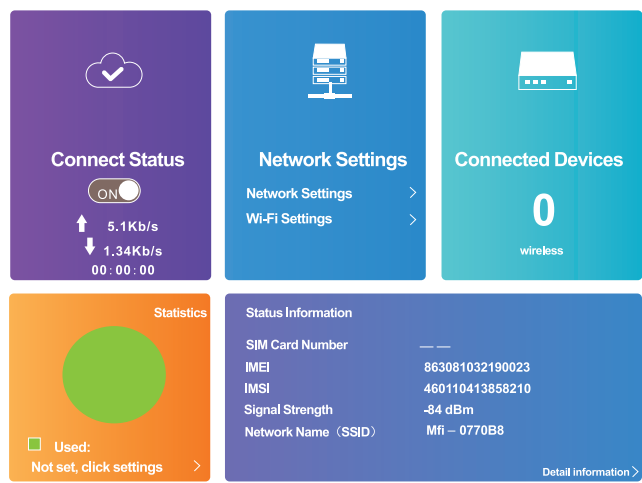 Connect Status
ON
5.1Kb/s
1.34Kb/s
00:00:00
Network Settings
Network Settings >
Wi-Fi Settings >
Connected Devices
0
wireless
Statistics
Used:
Not set, click settings >
Status Information
SIM Card Number — —
IMEI 863081032190023
IMSI 460110413858210
Signal Strength -84 dBm
Network Name（SSID） Mfi – 0770B8
Detail information >